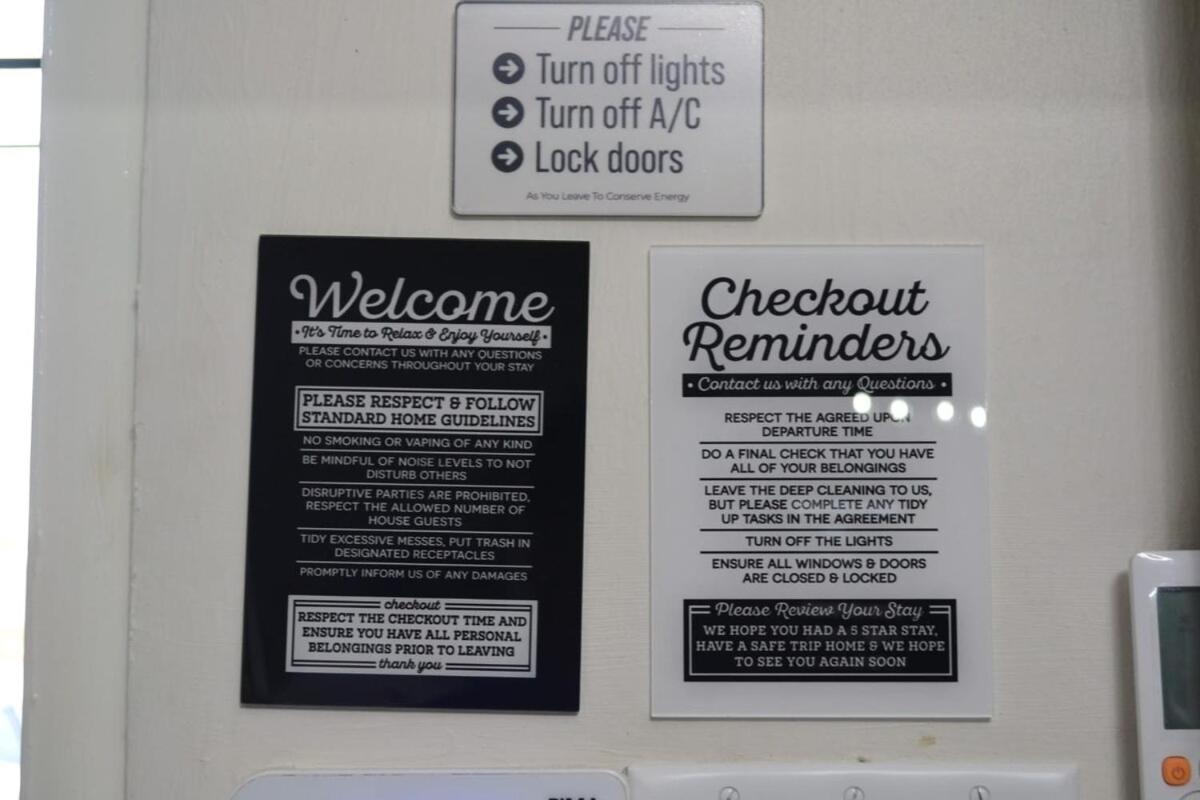 PLEASE
Turn off lights
Turn off A/C
Lock doors
As You Leave To Conserve Energy
Welcome
• It's Time to Relax & Enjoy Yourself •
PLEASE CONTACT US WITH ANY QUESTIONS
OR CONCERNS THROUGHOUT YOUR STAY
PLEASE RESPECT & FOLLOW
STANDARD HOME GUIDELINES
NO SMOKING OR VAPING OF ANY KIND
BE MINDFUL OF NOISE LEVELS TO NOT
DISTURB OTHERS
DISRUPTIVE PARTIES ARE PROHIBITED,
RESPECT THE ALLOWED NUMBER OF
HOUSE GUESTS
TIDY EXCESSIVE MESSES, PUT TRASH IN
DESIGNATED RECEPTACLES
PROMPTLY INFORM US OF ANY DAMAGES
checkout
RESPECT THE CHECKOUT TIME AND
ENSURE YOU HAVE ALL PERSONAL
BELONGINGS PRIOR TO LEAVING
thank you
Checkout
Reminders
• Contact us with any Questions •
RESPECT THE AGREED UPON
DEPARTURE TIME
DO A FINAL CHECK THAT YOU HAVE
ALL OF YOUR BELONGINGS
LEAVE THE DEEP CLEANING TO US,
BUT PLEASE COMPLETE ANY TIDY
UP TASKS IN THE AGREEMENT
TURN OFF THE LIGHTS
ENSURE ALL WINDOWS & DOORS
ARE CLOSED & LOCKED
Please Review Your Stay
WE HOPE YOU HAD A 5 STAR STAY,
HAVE A SAFE TRIP HOME & WE HOPE
TO SEE YOU AGAIN SOON